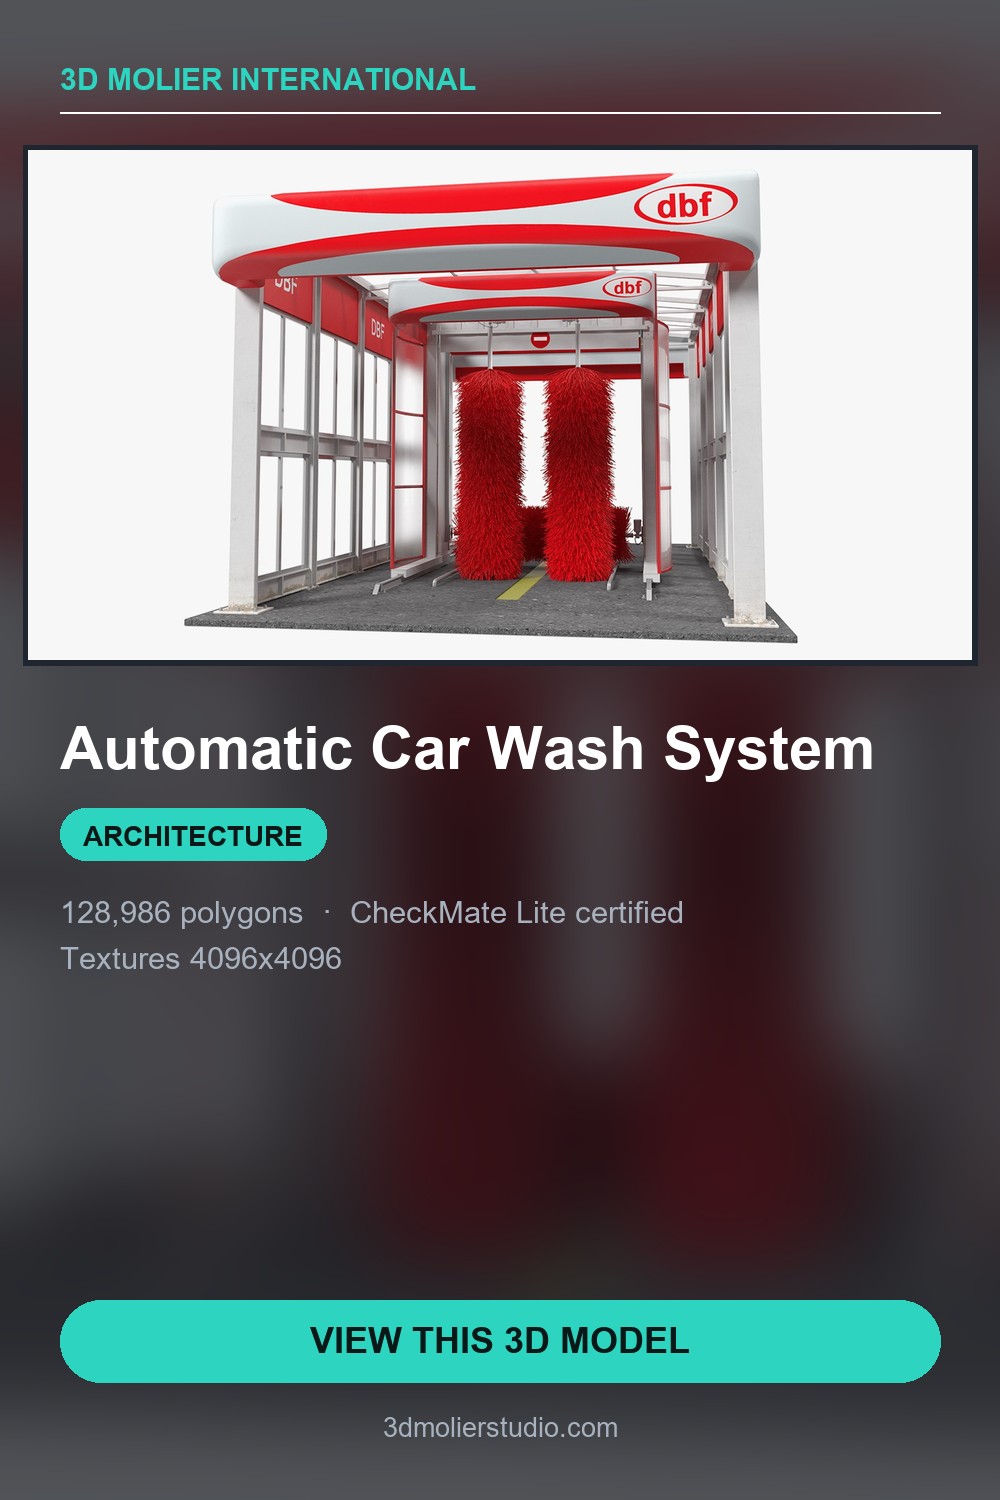 3D MOLIER INTERNATIONAL
dbf
dbf
DBF
DBF
Automatic Car Wash System
ARCHITECTURE
128,986 polygons · CheckMate Lite certified
Textures 4096x4096
VIEW THIS 3D MODEL
3dmolierstudio.com